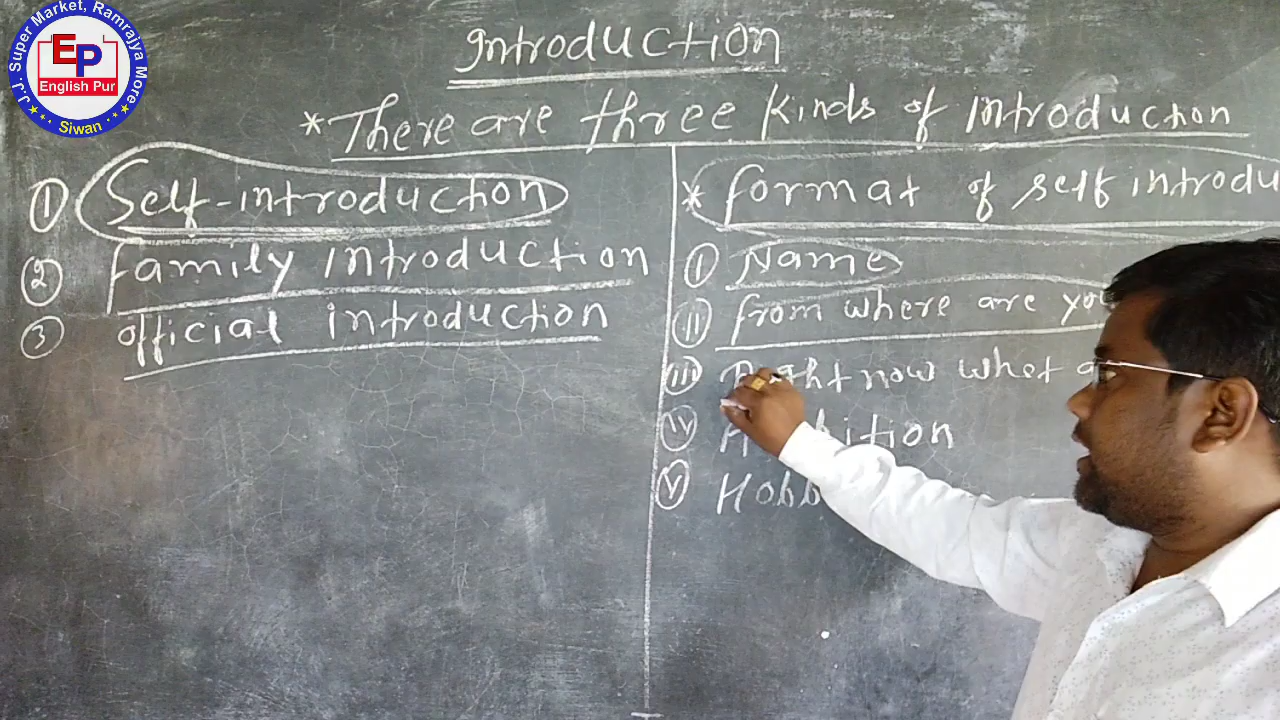 J.J. Super Market, Ramrajya More
EP
English Pur
Siwan
Introduction
* There are three kinds of introduction
① Self-introduction
② family introduction
③ official introduction
* format of self introdu
(i) Name
(ii) from where are you
(iii) Right now whet a
(iv) A bition
(v) Hobb